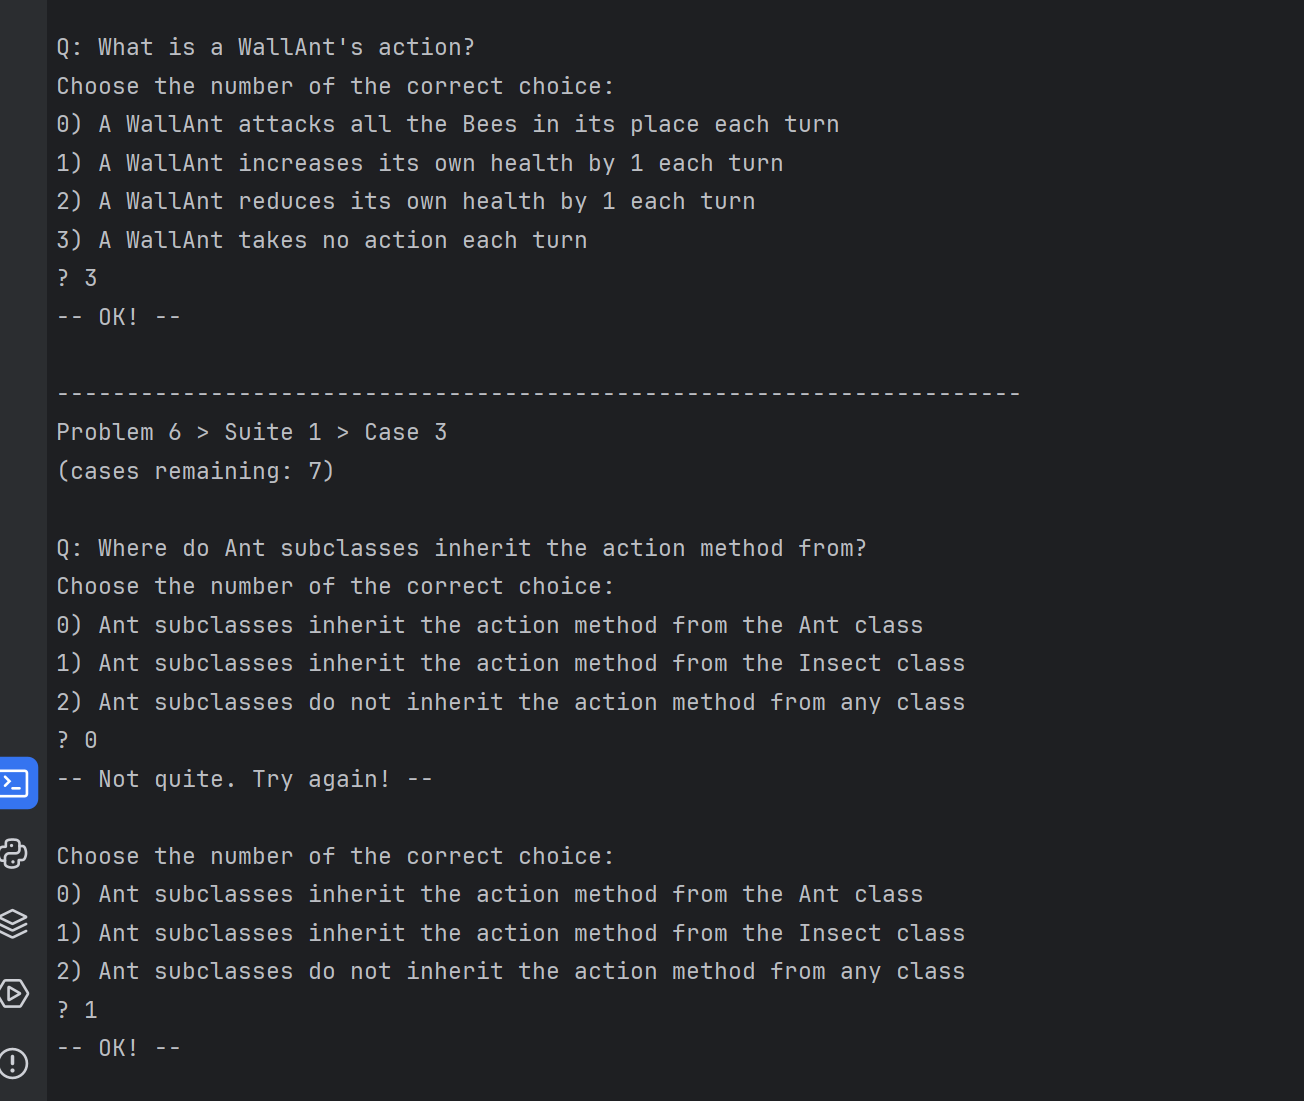 Q: What is a WallAnt's action?
Choose the number of the correct choice:
0) A WallAnt attacks all the Bees in its place each turn
1) A WallAnt increases its own health by 1 each turn
2) A WallAnt reduces its own health by 1 each turn
3) A WallAnt takes no action each turn
? 3
-- OK! --
---------------------------------------------------------------------
Problem 6 > Suite 1 > Case 3
(cases remaining: 7)
Q: Where do Ant subclasses inherit the action method from?
Choose the number of the correct choice:
0) Ant subclasses inherit the action method from the Ant class
1) Ant subclasses inherit the action method from the Insect class
2) Ant subclasses do not inherit the action method from any class
? 0
-- Not quite. Try again! --
Choose the number of the correct choice:
0) Ant subclasses inherit the action method from the Ant class
1) Ant subclasses inherit the action method from the Insect class
2) Ant subclasses do not inherit the action method from any class
? 1
-- OK! --